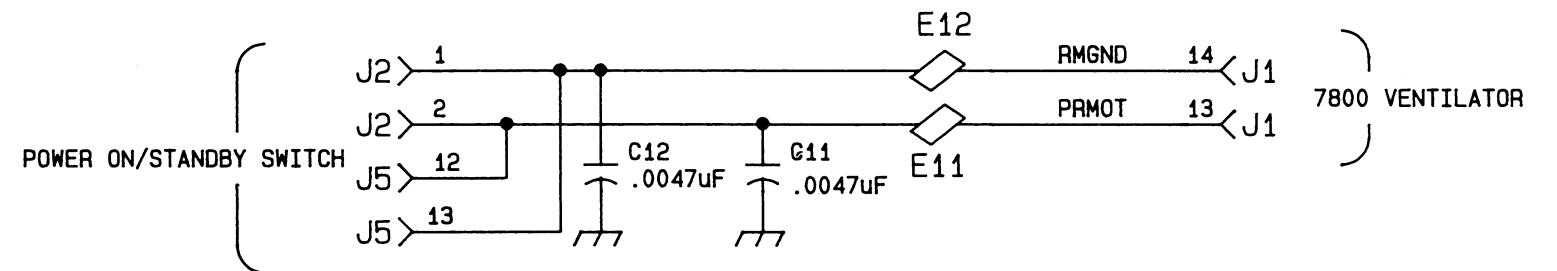 E12
J2 1 RMGND 14 J1
J2 2 PRMOT 13 J1
7800 VENTILATOR
POWER ON/STANDBY SWITCH
J5 12
C12
.0047uF
C11
.0047uF
E11
J5 13